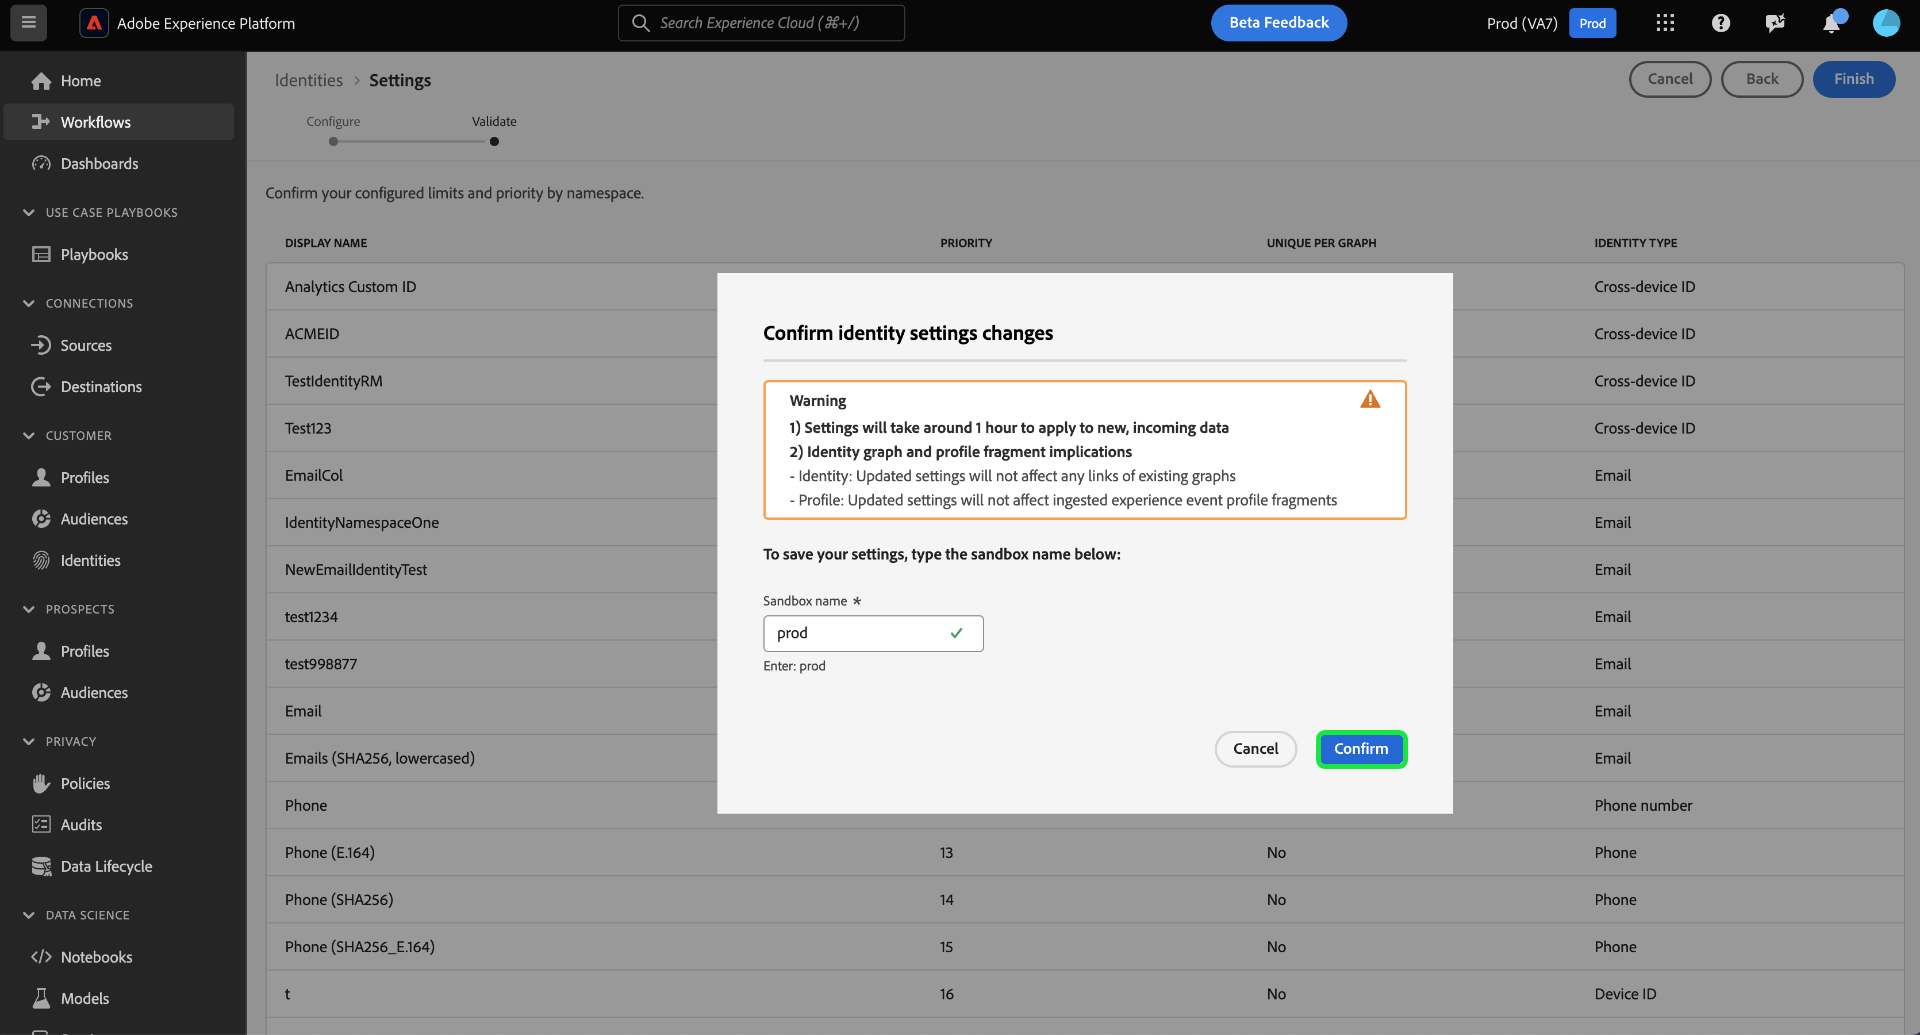 Adobe Experience Platform
Search Experience Cloud (⌘+/)
Beta Feedback
Prod (VA7)
Prod
Home
Workflows
Dashboards
USE CASE PLAYBOOKS
Playbooks
CONNECTIONS
Sources
Destinations
CUSTOMER
Profiles
Audiences
Identities
PROSPECTS
Profiles
Audiences
PRIVACY
Policies
Audits
Data Lifecycle
DATA SCIENCE
Notebooks
Models
Identities > Settings
Cancel
Back
Finish
Configure
Validate
Confirm your configured limits and priority by namespace.
DISPLAY NAME PRIORITY UNIQUE PER GRAPH IDENTITY TYPE
Analytics Custom ID Cross-device ID
ACMEID Cross-device ID
TestIdentityRM Cross-device ID
Test123 Cross-device ID
EmailCol Email
IdentityNamespaceOne Email
NewEmailIdentityTest Email
test1234 Email
test998877 Email
Email Email
Emails (SHA256, lowercased) Email
Phone Phone number
Phone (E.164) 13 No Phone
Phone (SHA256) 14 No Phone
Phone (SHA256_E.164) 15 No Phone
t 16 No Device ID
Confirm identity settings changes
Warning
1) Settings will take around 1 hour to apply to new, incoming data
2) Identity graph and profile fragment implications
- Identity: Updated settings will not affect any links of existing graphs
- Profile: Updated settings will not affect ingested experience event profile fragments
To save your settings, type the sandbox name below:
Sandbox name *
prod
Enter: prod
Cancel
Confirm